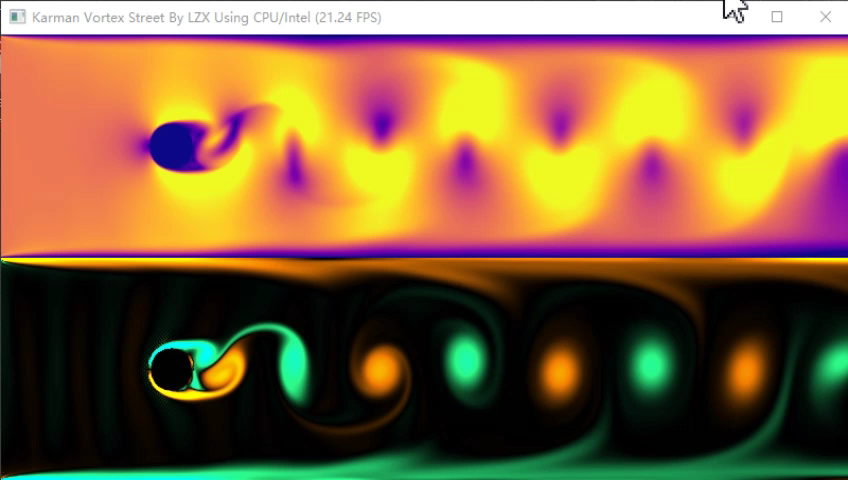 Karman Vortex Street By LZX Using CPU/Intel (21.24 FPS)